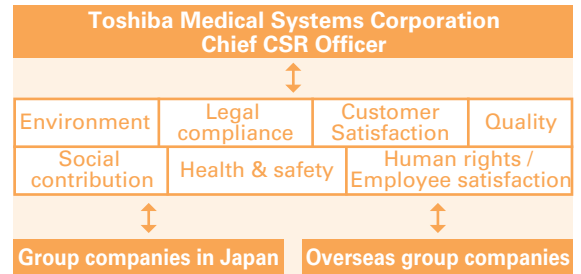 Toshiba Medical Systems Corporation
Chief CSR Officer
Environment
Legal
compliance
Customer
Satisfaction
Quality
Social
contribution
Health & safety
Human rights /
Employee satisfaction
Group companies in Japan
Overseas group companies